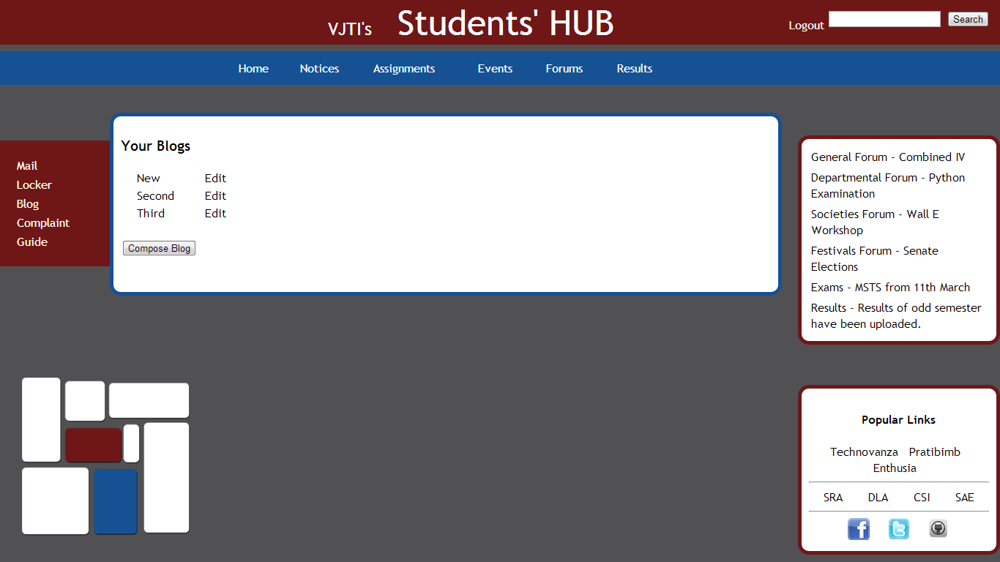 VJTI's Students' HUB
Logout Search
Home Notices Assignments Events Forums Results
Mail
Locker
Blog
Complaint
Guide
Your Blogs
New Edit
Second Edit
Third Edit
Compose Blog
General Forum - Combined IV
Departmental Forum - Python
Examination
Societies Forum - Wall E
Workshop
Festivals Forum - Senate
Elections
Exams - MSTS from 11th March
Results - Results of odd semester
have been uploaded.
Popular Links
Technovanza Pratibimb
Enthusia
SRA DLA CSI SAE